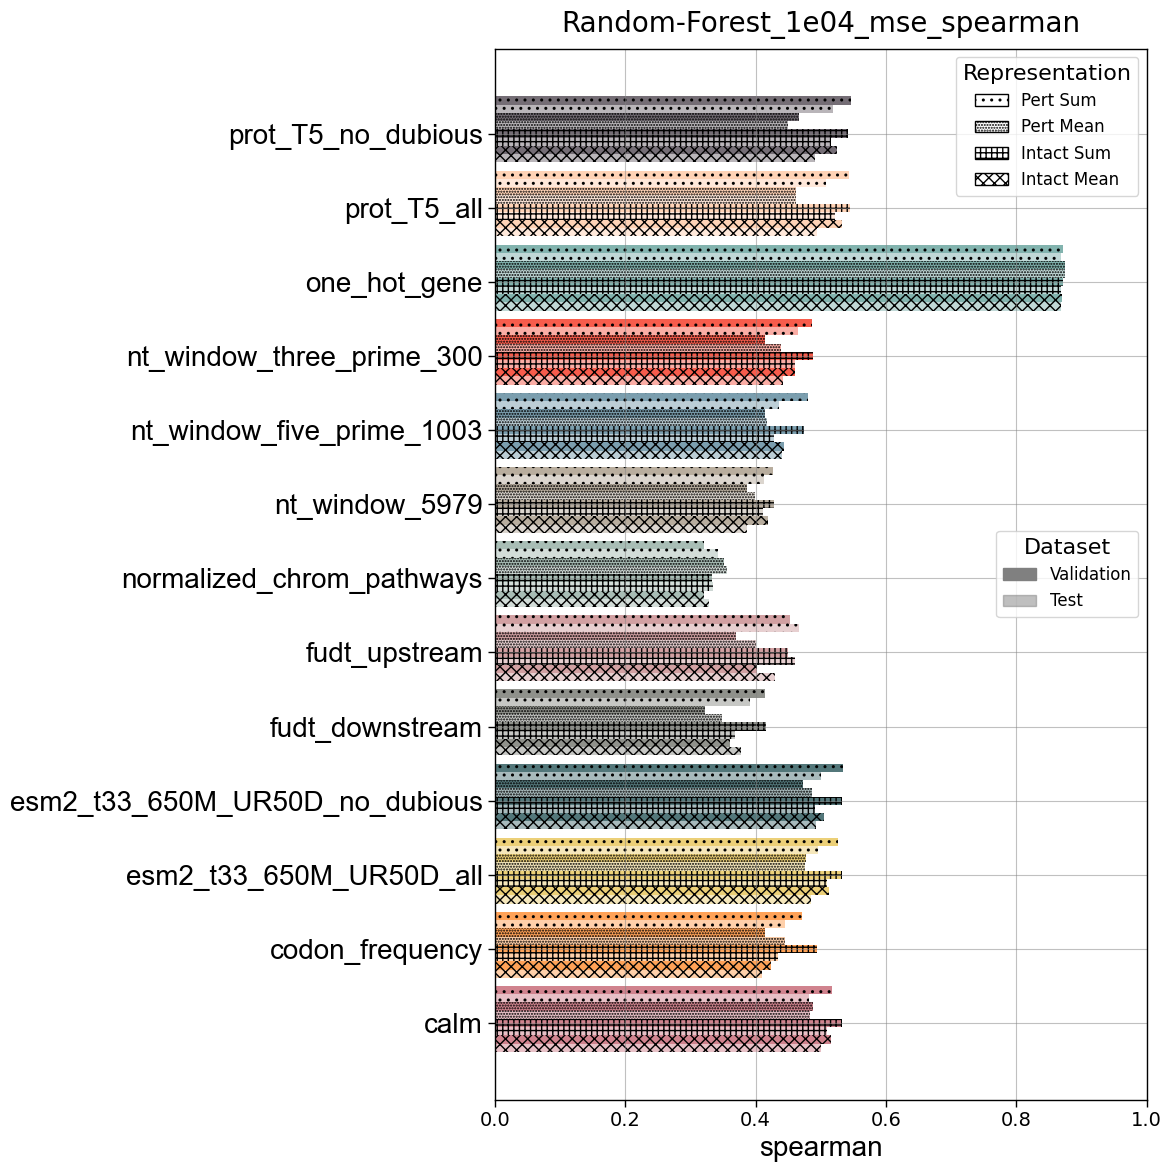 Random-Forest_1e04_mse_spearman
Representation
Pert Sum
Pert Mean
Intact Sum
Intact Mean
prot_T5_no_dubious
prot_T5_all
one_hot_gene
nt_window_three_prime_300
nt_window_five_prime_1003
nt_window_5979
Dataset
Validation
Test
normalized_chrom_pathways
fudt_upstream
fudt_downstream
esm2_t33_650M_UR50D_no_dubious
esm2_t33_650M_UR50D_all
codon_frequency
calm
0.0 0.2 0.4 0.6 0.8 1.0
spearman